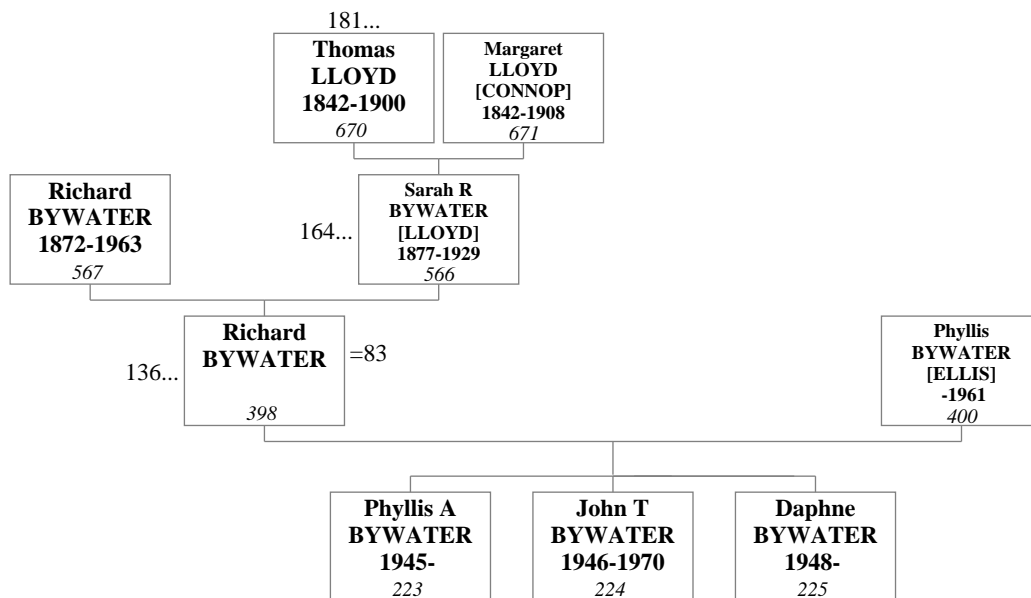 181...
Thomas
LLOYD
1842-1900
670
Margaret
LLOYD
[CONNOP]
1842-1908
671
Richard
BYWATER
1872-1963
567
164...
Sarah R
BYWATER
[LLOYD]
1877-1929
566
136...
Richard
BYWATER
398
=83
Phyllis
BYWATER
[ELLIS]
-1961
400
Phyllis A
BYWATER
1945-
223
John T
BYWATER
1946-1970
224
Daphne
BYWATER
1948-
225